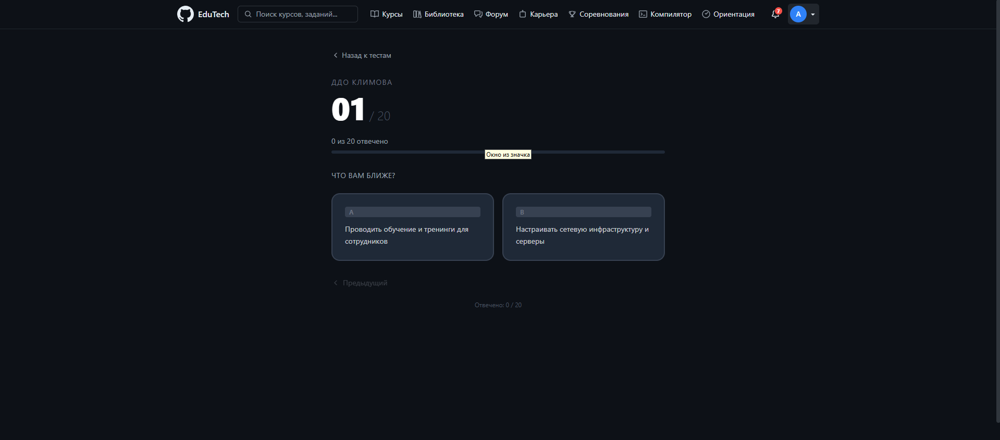 EduTech
Поиск курсов, заданий...
Курсы
Библиотека
Форум
Карьера
Соревнования
Компилятор
Ориентация
7
A
Назад к тестам
ДДО КЛИМОВА
01 / 20
0 из 20 отвечено
Окно из значка
ЧТО ВАМ БЛИЖЕ?
A
Проводить обучение и тренинги для
сотрудников
B
Настраивать сетевую инфраструктуру и
серверы
Предыдущий
Отвечено: 0 / 20